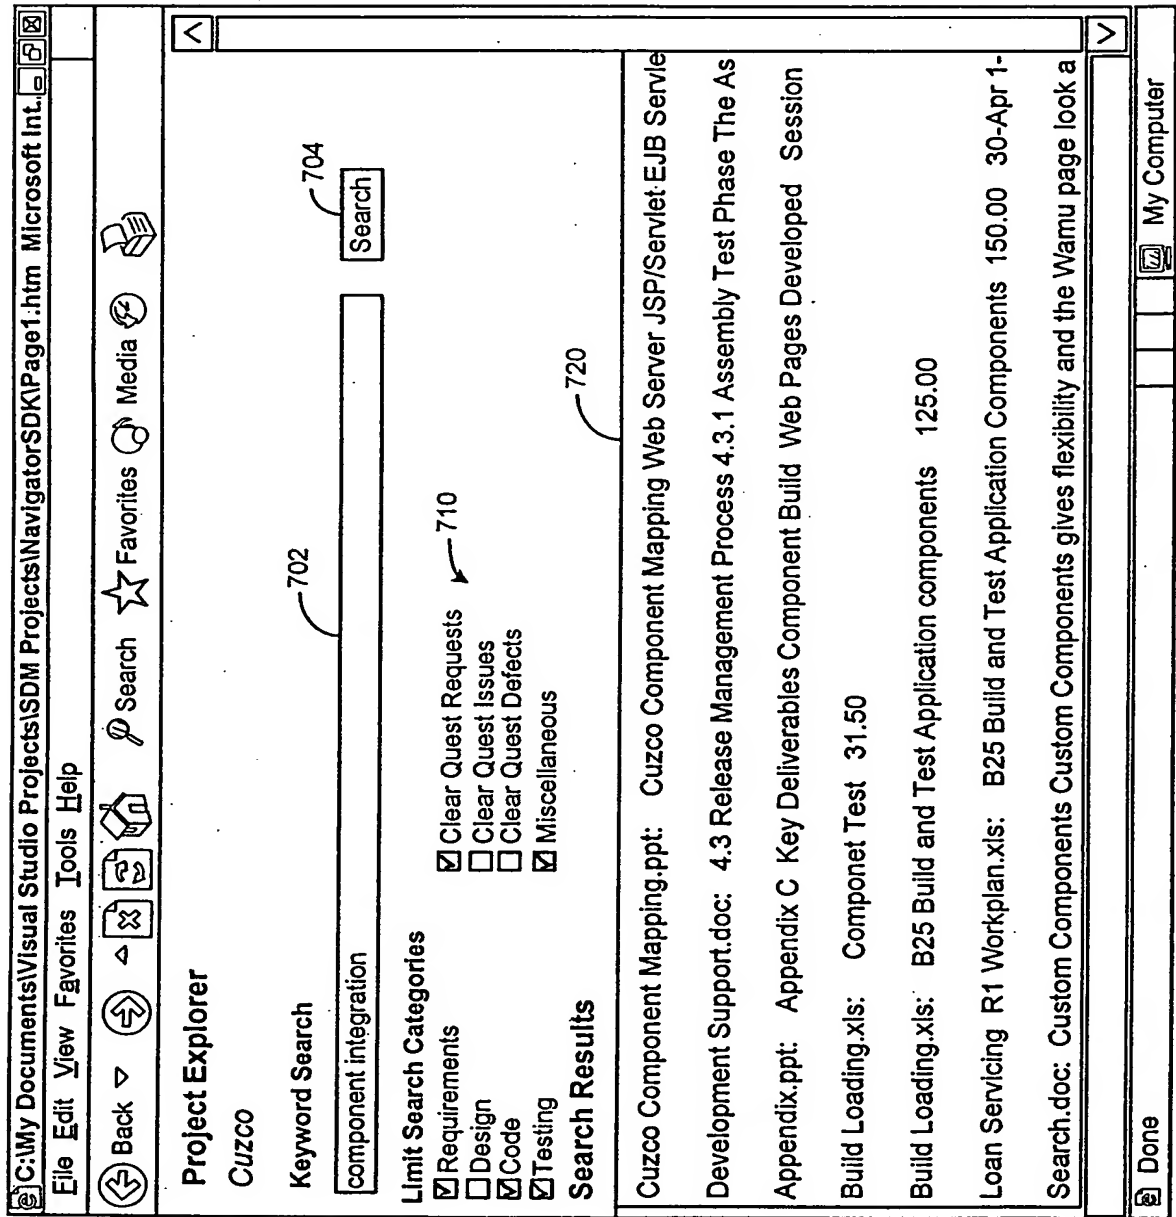 C:\My Documents\Visual Studio Projects\SDM Projects\NavigatorSDK\Page1.htm Microsoft Int..
File Edit View Favorites Tools Help
Back Search Favorites Media
Project Explorer
Cuzco
Keyword Search
702
704
component integration
Search
Limit Search Categories
Requirements Clear Quest Requests
710
Design Clear Quest Issues
Code Clear Quest Defects
Testing Miscellaneous
Search Results
720
Cuzco Component Mapping.ppt: Cuzco Component Mapping Web Server JSP/Servlet EJB Servle
Development Support.doc: 4.3 Release Management Process 4.3.1 Assembly Test Phase The As
Appendix.ppt: Appendix C Key Deliverables Component Build Web Pages Developed Session
Build Loading.xls: Componet Test 31.50
Build Loading.xls: B25 Build and Test Application components 125.00
Loan Servicing R1 Workplan.xls: B25 Build and Test Application Components 150.00 30-Apr 1-
Search.doc: Custom Components Custom Components gives flexibility and the Wamu page look a
Done
My Computer